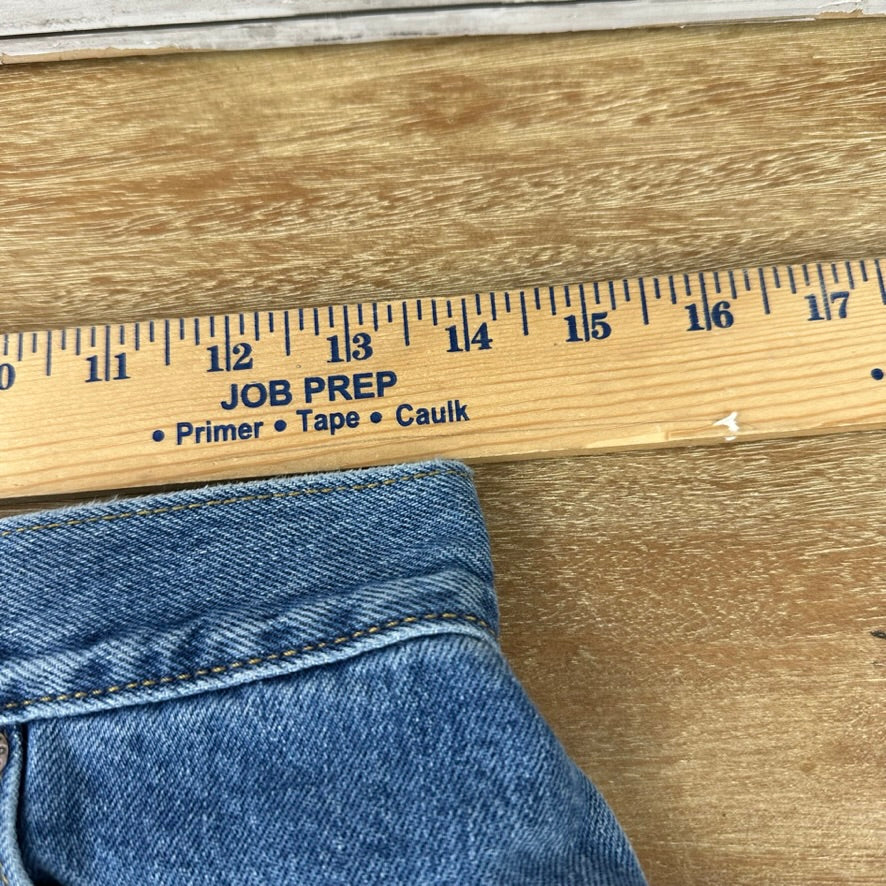 0 11 12 13 14 15 16 17
JOB PREP
• Primer • Tape • Caulk